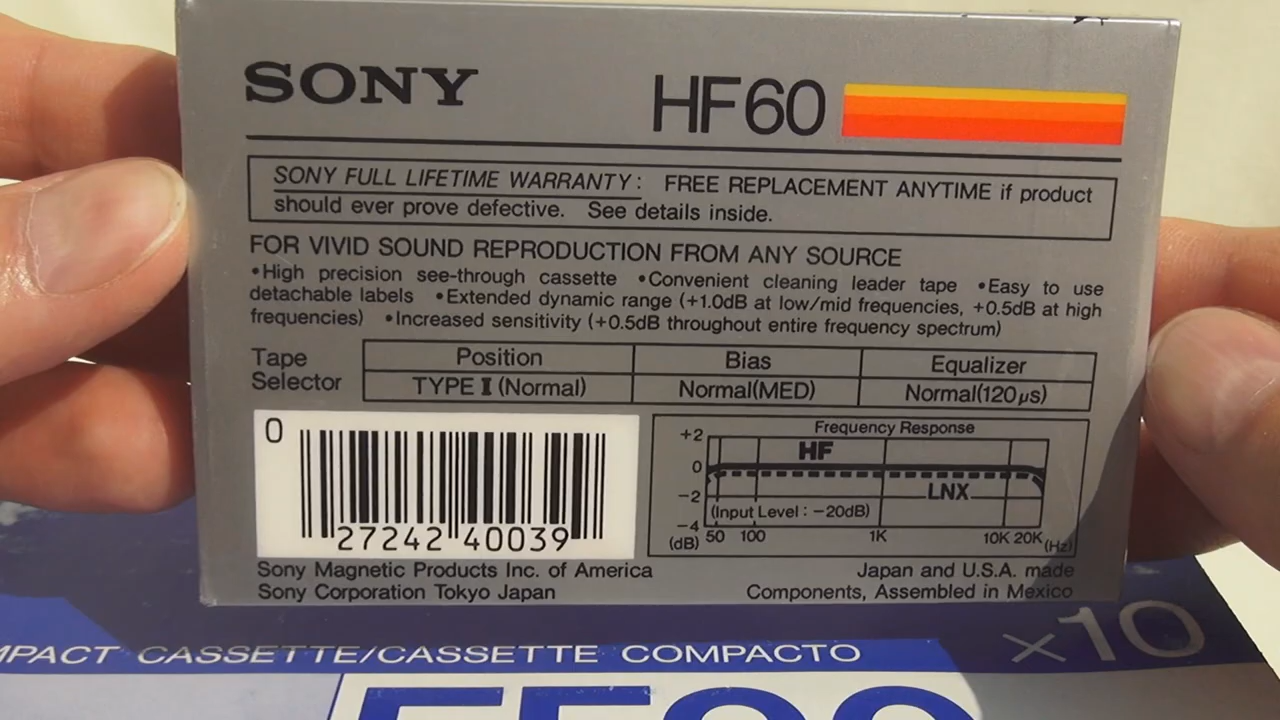 SONY HF60
SONY FULL LIFETIME WARRANTY: FREE REPLACEMENT ANYTIME if product
should ever prove defective. See details inside.
FOR VIVID SOUND REPRODUCTION FROM ANY SOURCE
•High precision see-through cassette •Convenient cleaning leader tape •Easy to use
detachable labels •Extended dynamic range (+1.0dB at low/mid frequencies, +0.5dB at high
frequencies) •Increased sensitivity (+0.5dB throughout entire frequency spectrum)
Tape Selector
Position Bias Equalizer
TYPE I (Normal) Normal(MED) Normal(120μs)
0 27242 40039
Frequency Response
+2
0
-2
-4
(dB)
HF
LNX
(Input Level: -20dB)
50 100 1K 10K 20K (Hz)
Sony Magnetic Products Inc. of America
Sony Corporation Tokyo Japan
Japan and U.S.A. made
Components, Assembled in Mexico
x10
MPACT CASSETTE/CASSETTE COMPACTO